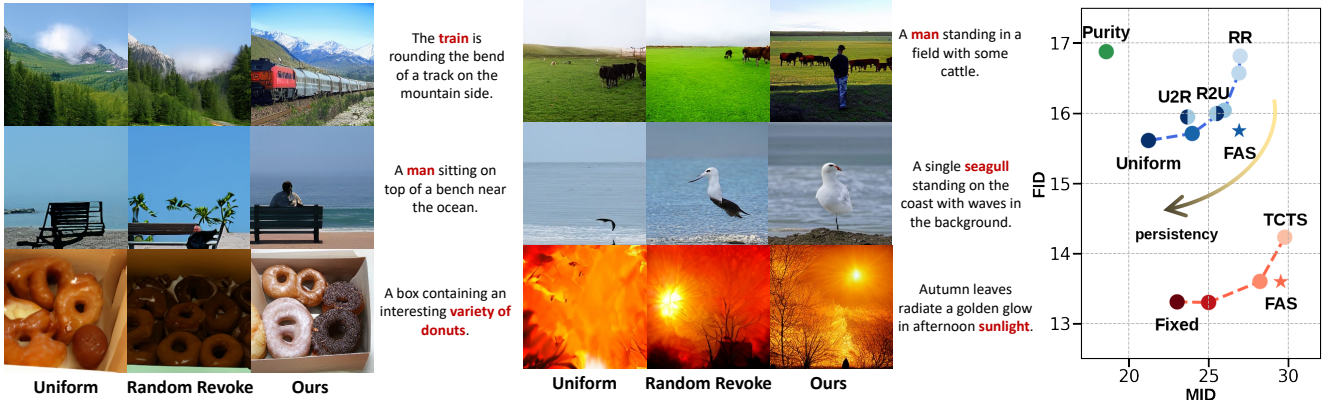 The train is
rounding the bend
of a track on the
mountain side.
A man sitting on
top of a bench near
the ocean.
A box containing an
interesting variety of
donuts.
Uniform
Random Revoke
Ours
A man standing in a
field with some
cattle.
A single seagull
standing on the
coast with waves in
the background.
Autumn leaves
radiate a golden glow
in afternoon sunlight.
Uniform
Random Revoke
Ours
Purity
RR
17
U2R
R2U
16
Uniform
FAS
15
FID
persistency
TCTS
14
FAS
Fixed
13
20
25
30
MID